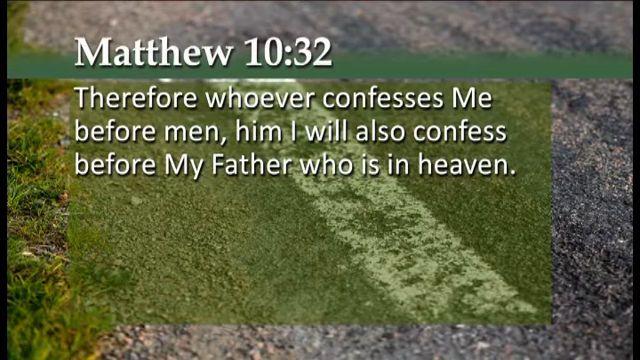 Matthew 10:32
Therefore whoever confesses Me
before men, him I will also confess
before My Father who is in heaven.